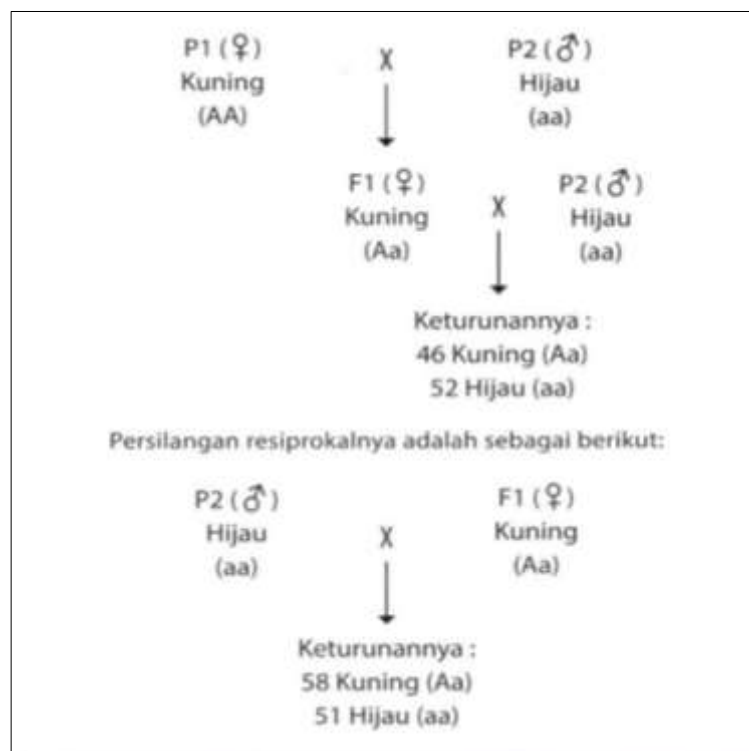 P1 (♀) X P2 (♂)
Kuning Hijau
(AA) (aa)
F1 (♀) X P2 (♂)
Kuning Hijau
(Aa) (aa)
Keturunannya :
46 Kuning (Aa)
52 Hijau (aa)
Persilangan resiprokalnya adalah sebagai berikut:
P2 (♂) F1 (♀)
Hijau X Kuning
(aa) (Aa)
Keturunannya :
58 Kuning (Aa)
51 Hijau (aa)